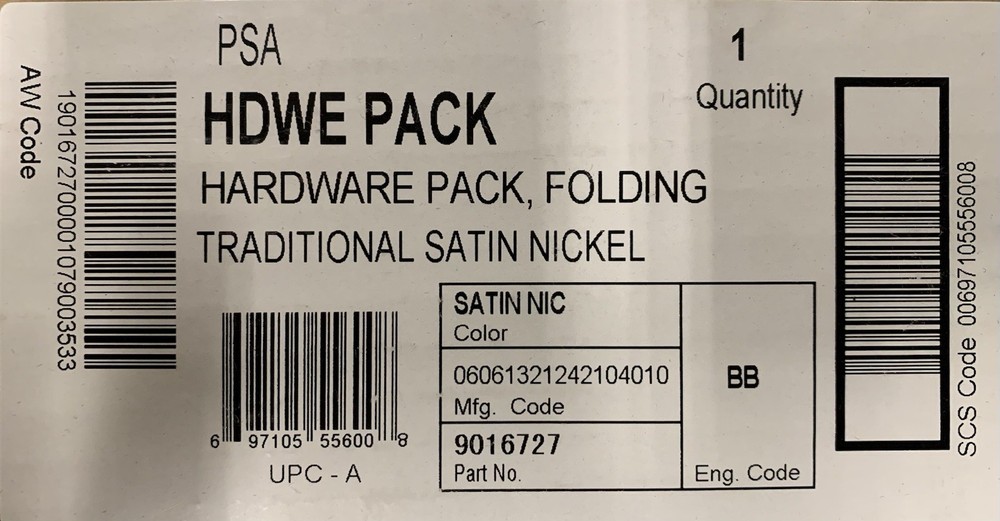 PSA
1
Quantity
HDWE PACK
HARDWARE PACK, FOLDING
TRADITIONAL SATIN NICKEL
AW Code
1901672700001079003533
SATIN NIC
Color
06061321242104010
Mfg. Code
9016727
Part No.
BB
Eng. Code
6 97105 55600 8
UPC - A
SCS Code 00697105556008